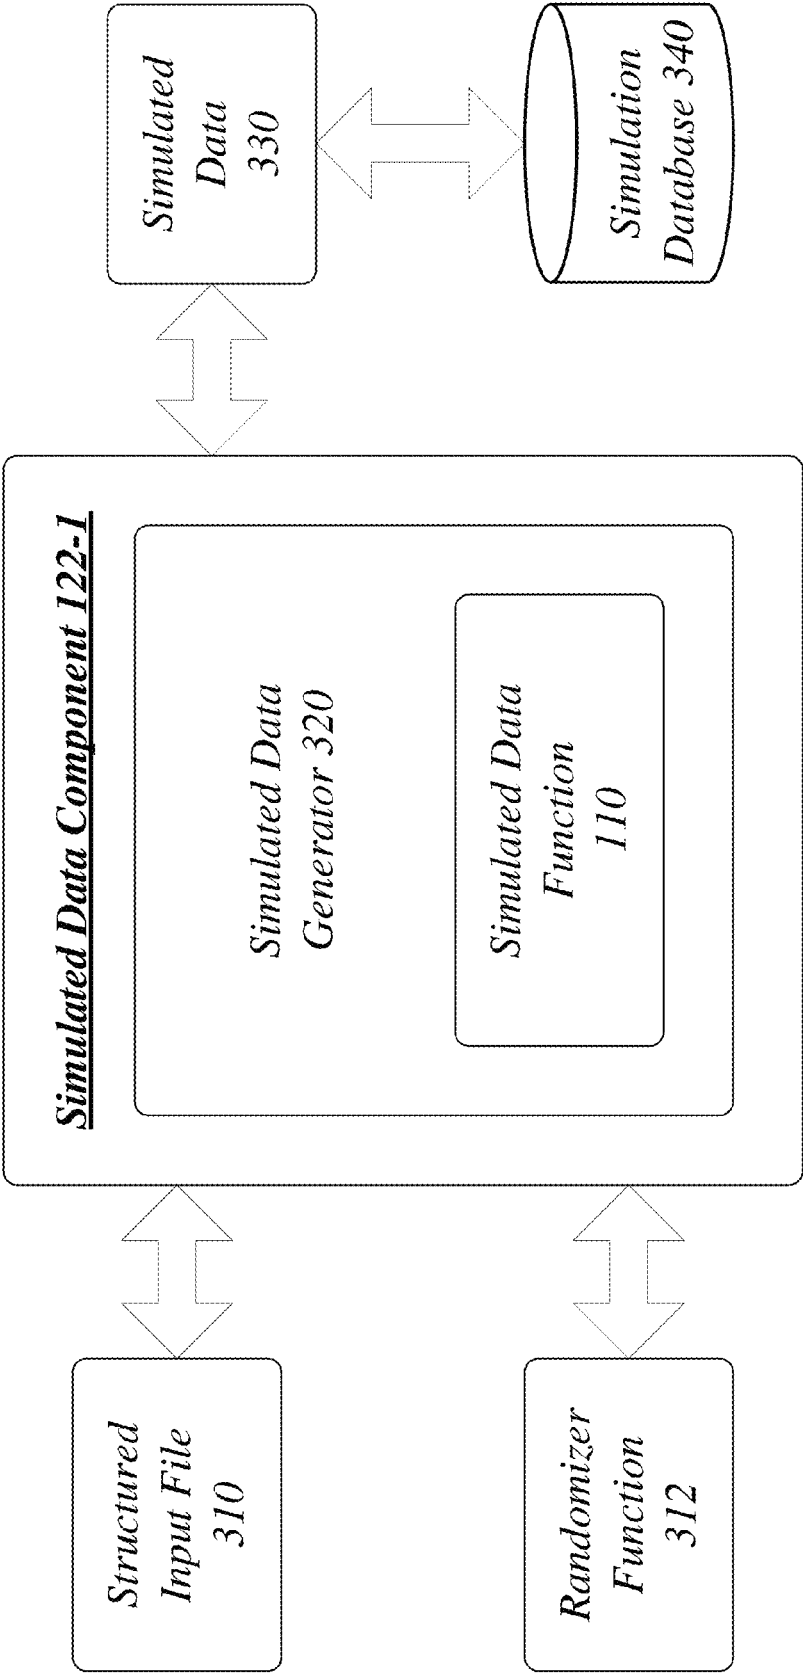 Simulated Data Component 122-1
Structured
Input File
310
Randomizer
Function
312
Simulated Data
Generator 320
Simulated Data
Function
110
Simulated
Data
330
Simulation
Database 340